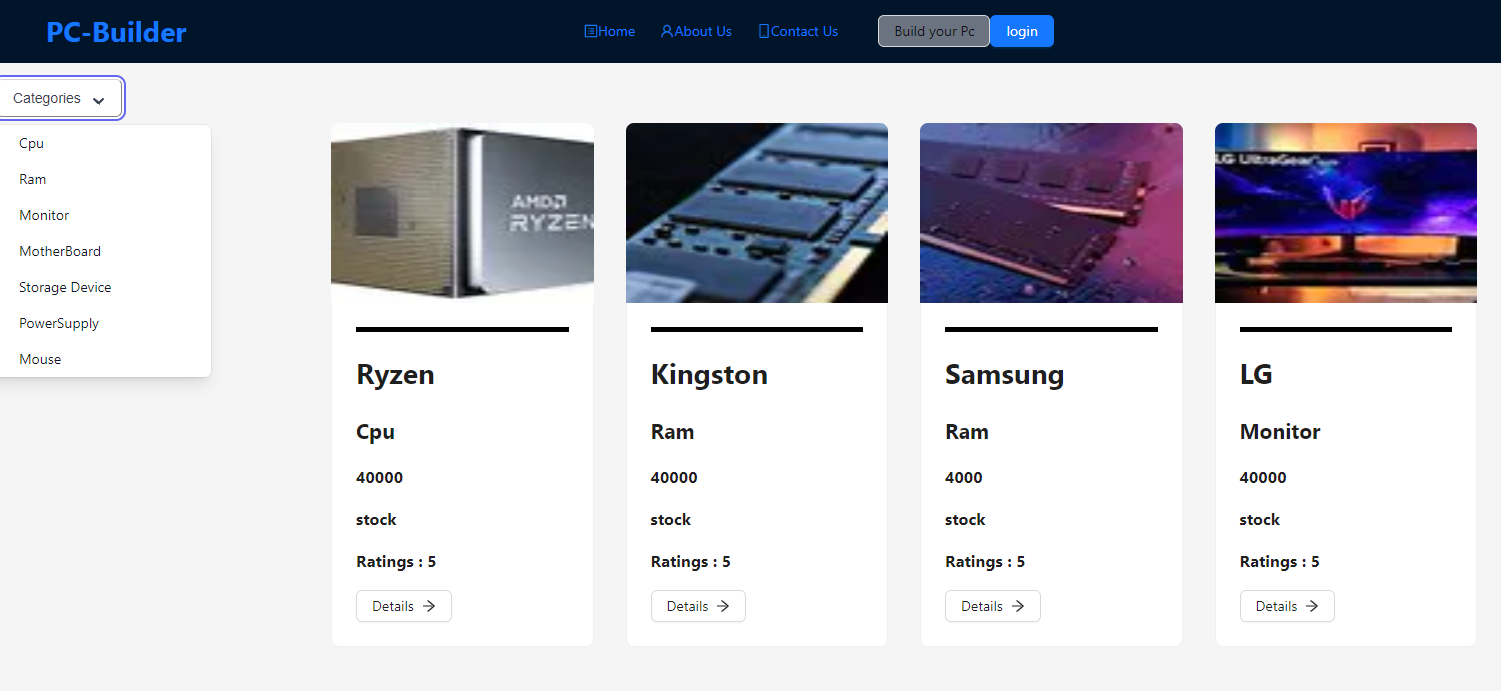 PC-Builder
Home About Us Contact Us Build your Pc login
Categories
Cpu
Ram
Monitor
MotherBoard
Storage Device
PowerSupply
Mouse
AMD
RYZEN
LG UltraGear
Ryzen
Cpu
40000
stock
Ratings : 5
Details
Kingston
Ram
40000
stock
Ratings : 5
Details
Samsung
Ram
4000
stock
Ratings : 5
Details
LG
Monitor
40000
stock
Ratings : 5
Details